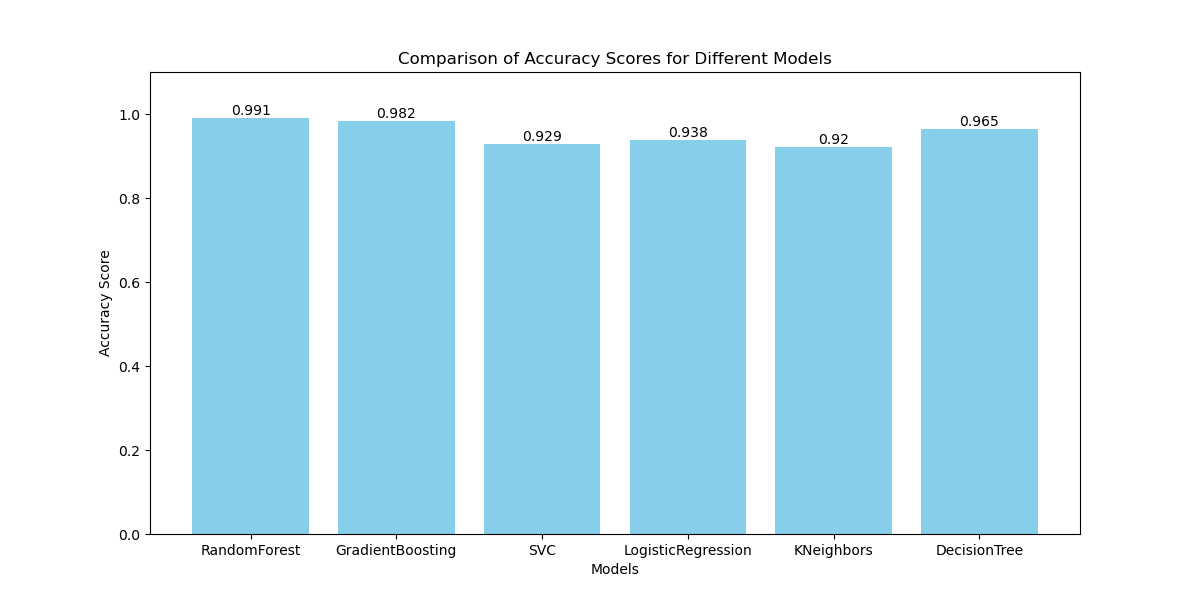 Comparison of Accuracy Scores for Different Models
Accuracy Score
1.0
0.8
0.6
0.4
0.2
0.0
0.991
0.982
0.929
0.938
0.92
0.965
RandomForest
GradientBoosting
SVC
LogisticRegression
KNeighbors
DecisionTree
Models